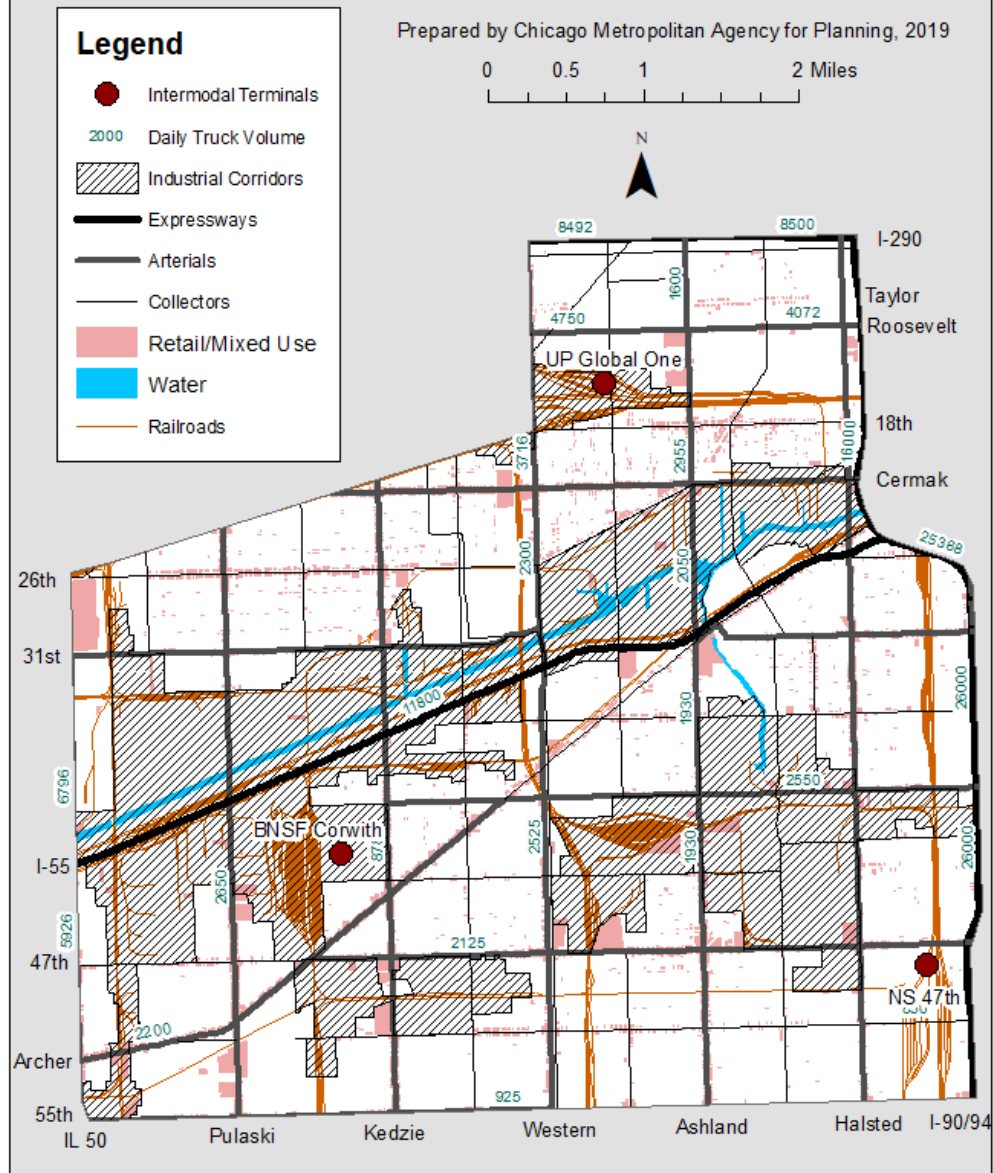 Legend
Prepared by Chicago Metropolitan Agency for Planning, 2019
0 0.5 1 2 Miles
Intermodal Terminals
2000 Daily Truck Volume
Industrial Corridors
Expressways
Arterials
Collectors
Retail/Mixed Use
Water
Railroads
N
8492
8500
I-290
1600
Taylor
4750
4072
Roosevelt
UP Global One
18th
3716
2955
16000
Cermak
2300
2050
25368
26th
31st
11800
1930
26000
6796
2550
BNSF Corwith
2525
1930
26000
I-55
2650
5926
2125
47th
NS 47th
2200
Archer
925
55th
IL 50
Pulaski
Kedzie
Western
Ashland
Halsted
I-90/94